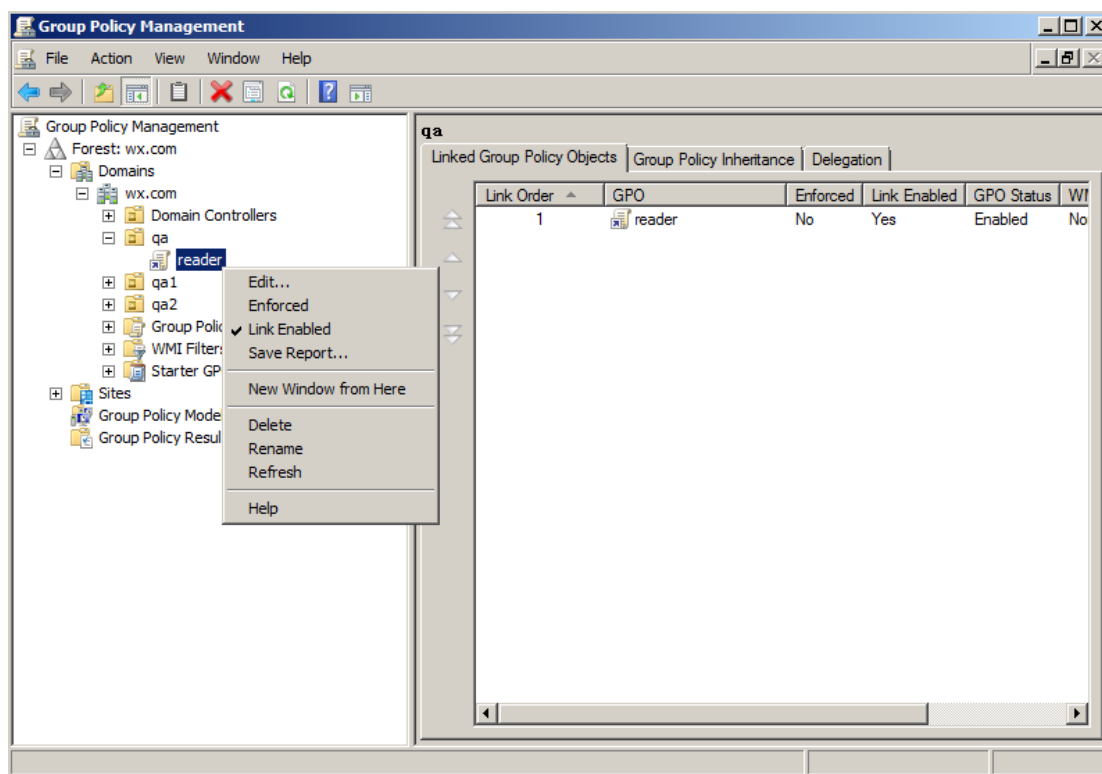 Group Policy Management
File Action View Window Help
Group Policy Management
Forest: wx.com
Domains
wx.com
Domain Controllers
qa
reader
qa1
qa2
Group Polic
WMI Filter
Starter GP
Sites
Group Policy Mode
Group Policy Resul
Edit...
Enforced
Link Enabled
Save Report...
New Window from Here
Delete
Rename
Refresh
Help
qa
Linked Group Policy Objects Group Policy Inheritance Delegation
Link Order GPO Enforced Link Enabled GPO Status WM
1 reader No Yes Enabled No